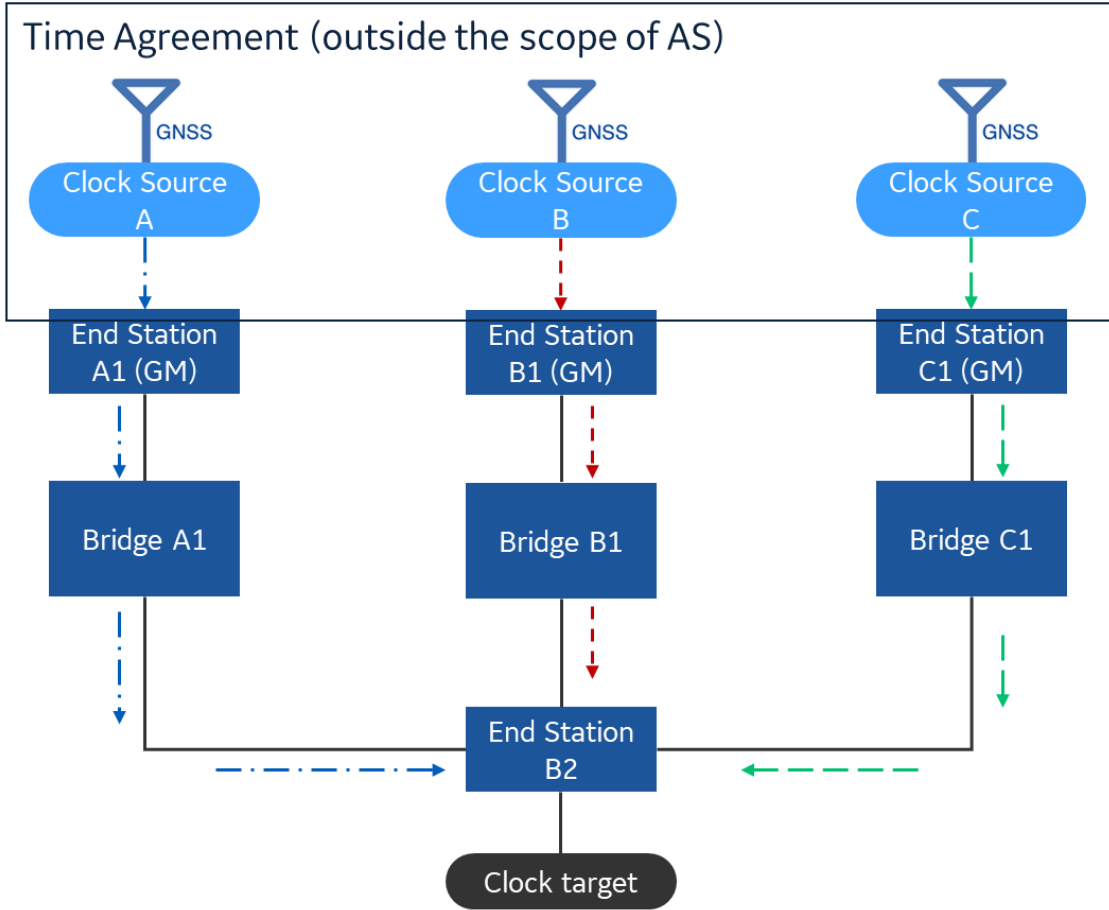 Time Agreement (outside the scope of AS)
GNSS
GNSS
GNSS
Clock Source
A
Clock Source
B
Clock Source
C
End Station
A1 (GM)
End Station
B1 (GM)
End Station
C1 (GM)
Bridge A1
Bridge B1
Bridge C1
End Station
B2
Clock target